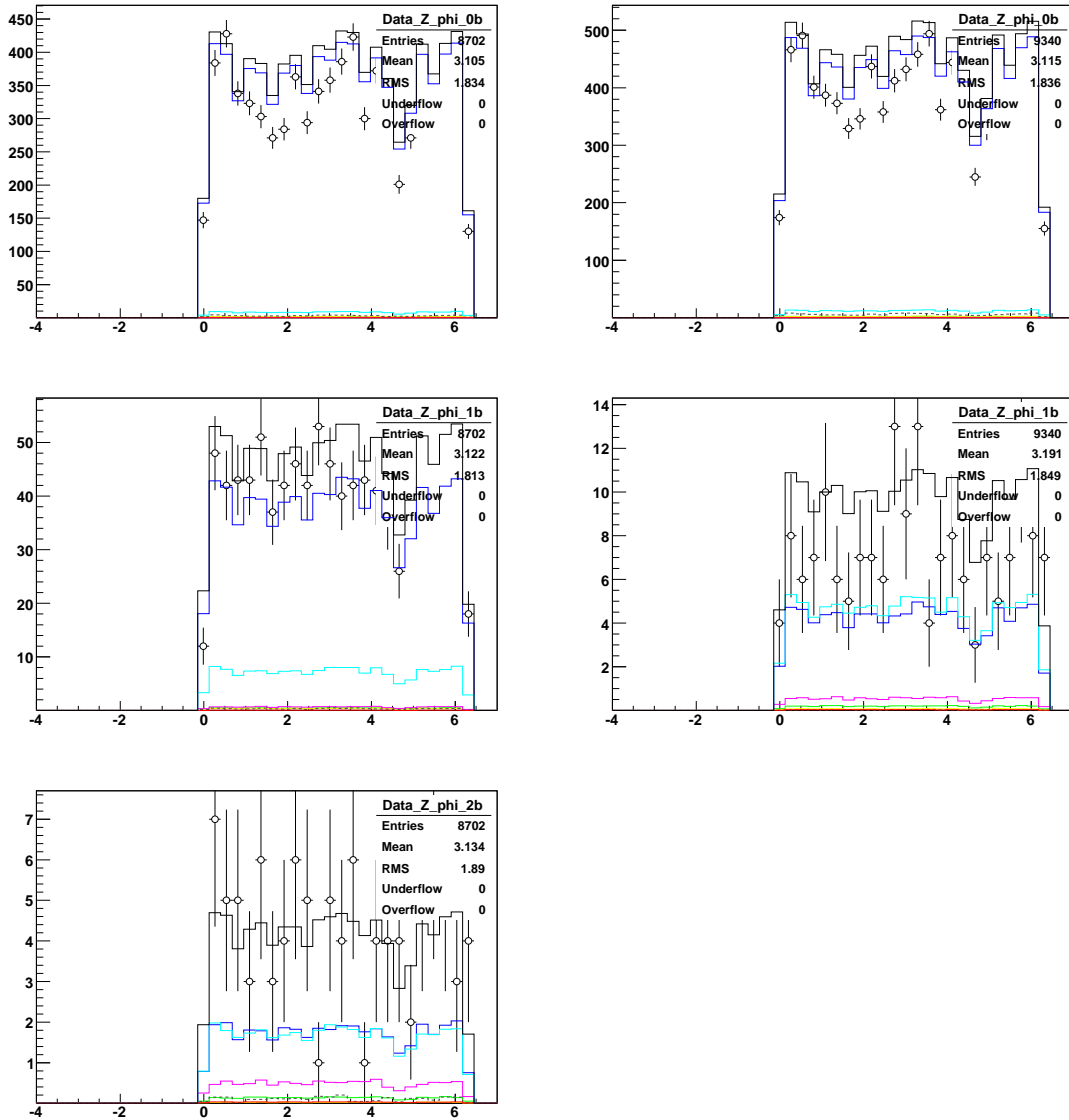 Data_Z_phi_0b
Entries 8702
Mean 3.105
RMS 1.834
Underflow 0
Overflow 0
450
400
350
300
250
200
150
100
50
-4 -2 0 2 4 6
Data_Z_phi_0b
Entries 9340
Mean 3.115
RMS 1.836
Underflow 0
Overflow 0
500
400
300
200
100
-4 -2 0 2 4 6
Data_Z_phi_1b
Entries 8702
Mean 3.122
RMS 1.813
Underflow 0
Overflow 0
50
40
30
20
10
-4 -2 0 2 4 6
Data_Z_phi_1b
Entries 9340
Mean 3.191
RMS 1.849
Underflow 0
Overflow 0
14
12
10
8
6
4
2
-4 -2 0 2 4 6
Data_Z_phi_2b
Entries 8702
Mean 3.134
RMS 1.89
Underflow 0
Overflow 0
7
6
5
4
3
2
1
-4 -2 0 2 4 6